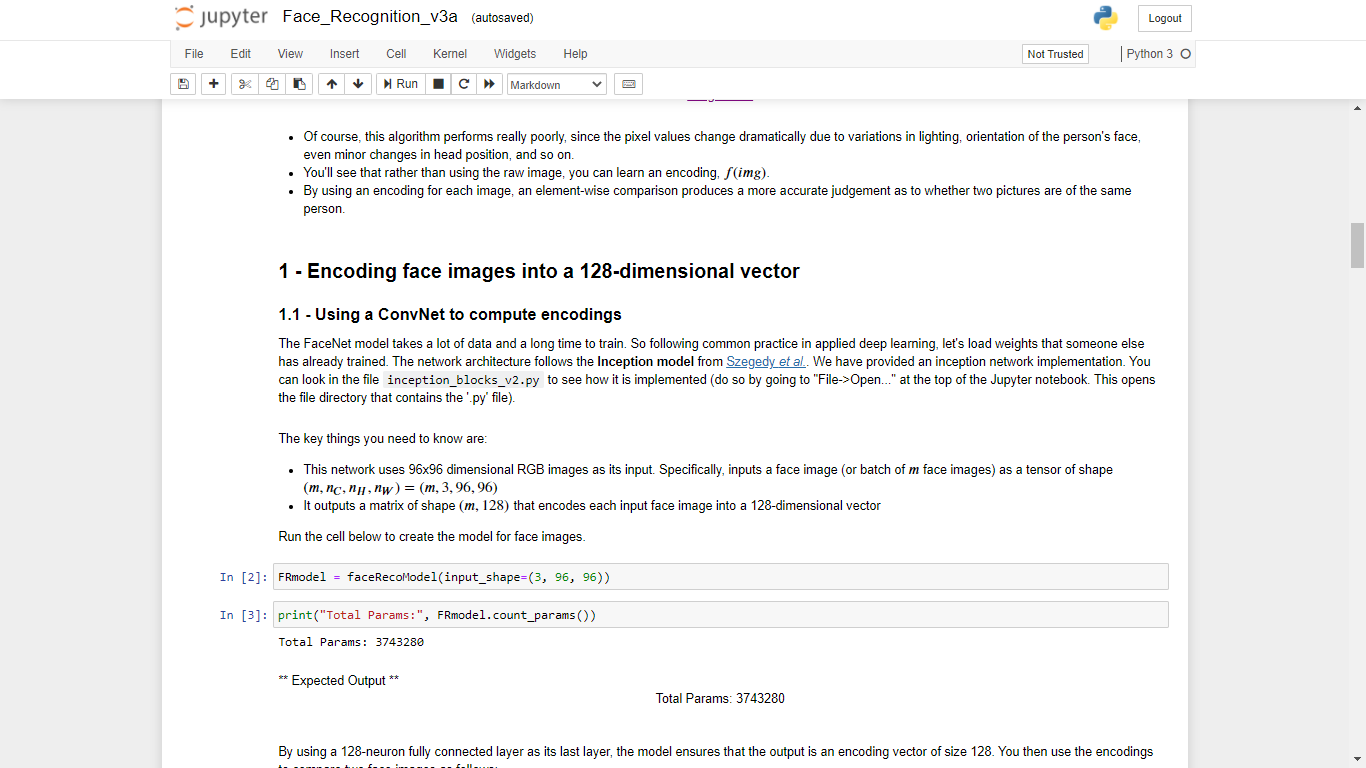 jupyter Face_Recognition_v3a (autosaved) Logout
File Edit View Insert Cell Kernel Widgets Help Not Trusted Python 3
Run Markdown
Of course, this algorithm performs really poorly, since the pixel values change dramatically due to variations in lighting, orientation of the person's face,
even minor changes in head position, and so on.
You'll see that rather than using the raw image, you can learn an encoding, f(img).
By using an encoding for each image, an element-wise comparison produces a more accurate judgement as to whether two pictures are of the same
person.
1 - Encoding face images into a 128-dimensional vector
1.1 - Using a ConvNet to compute encodings
The FaceNet model takes a lot of data and a long time to train. So following common practice in applied deep learning, let's load weights that someone else
has already trained. The network architecture follows the Inception model from Szegedy et al.. We have provided an inception network implementation. You
can look in the file inception_blocks_v2.py to see how it is implemented (do so by going to "File->Open..." at the top of the Jupyter notebook. This opens
the file directory that contains the '.py' file).
The key things you need to know are:
This network uses 96x96 dimensional RGB images as its input. Specifically, inputs a face image (or batch of m face images) as a tensor of shape
(m, n_C, n_H, n_W) = (m, 3, 96, 96)
It outputs a matrix of shape (m, 128) that encodes each input face image into a 128-dimensional vector
Run the cell below to create the model for face images.
In [2]: FRmodel = faceRecoModel(input_shape=(3, 96, 96))
In [3]: print("Total Params:", FRmodel.count_params())
Total Params: 3743280
** Expected Output **
Total Params: 3743280
By using a 128-neuron fully connected layer as its last layer, the model ensures that the output is an encoding vector of size 128. You then use the encodings
to compare two face images as follows: